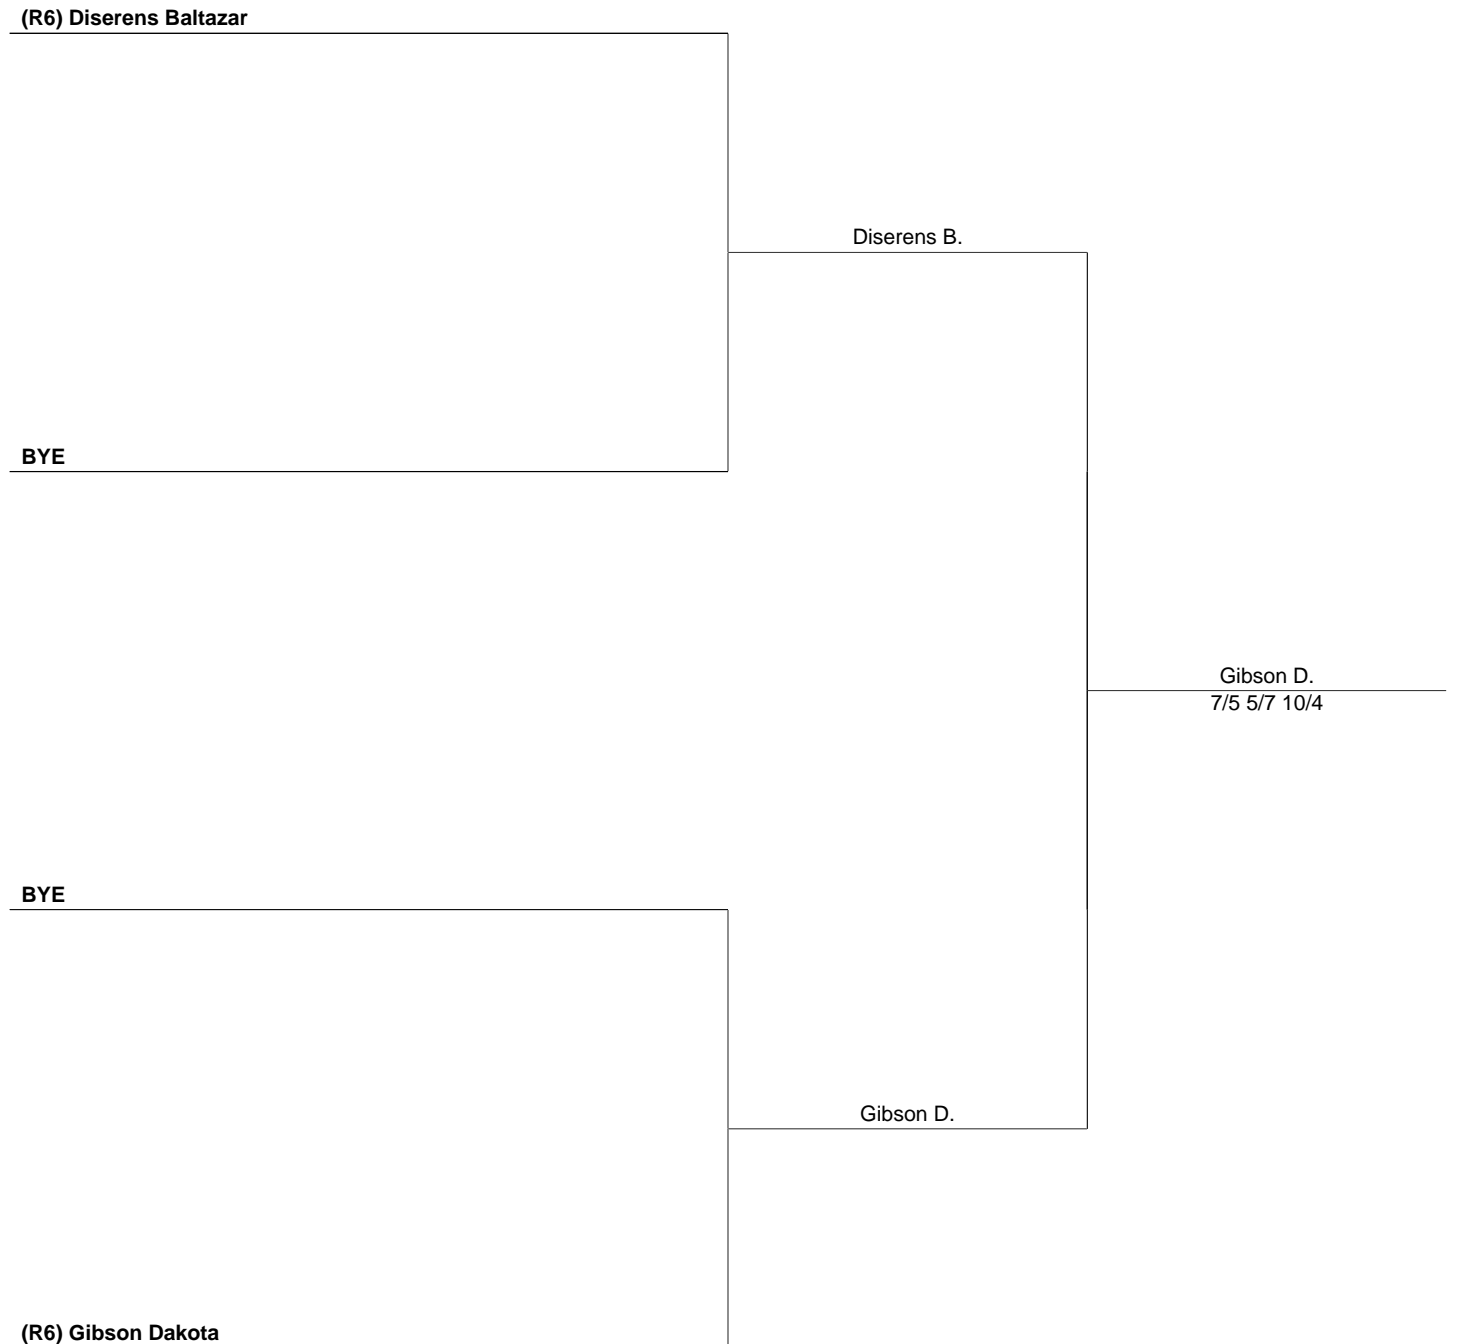 (R6) Diserens Baltazar
Diserens B.
BYE
Gibson D.
7/5 5/7 10/4
BYE
Gibson D.
(R6) Gibson Dakota